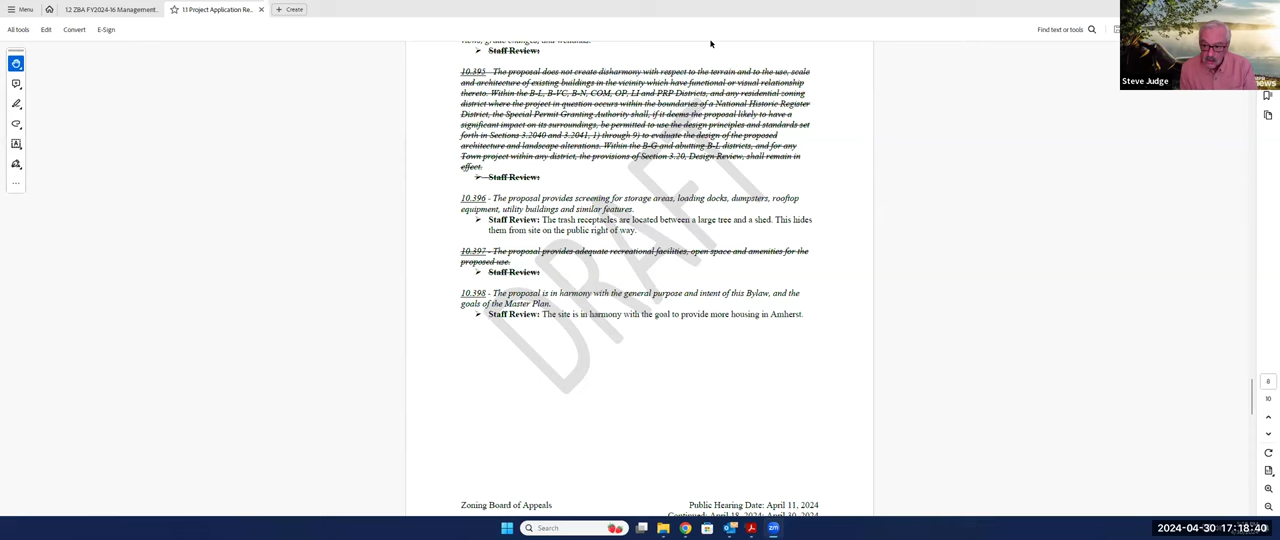 Menu
1.2 ZBA FY2024-16 Management...
1.1 Project Application Re...
Create
All tools
Edit
Convert
E-Sign
Find text or tools
Staff Review:
10.395 - The proposal does not create disharmony with respect to the terrain and to the use, scale
and architecture of existing buildings in the vicinity which have functional or visual relationship
thereto. Within the B-L, B-VC, B-N, COM, OP, LI and PRP Districts, and any residential zoning
district where the project in question occurs within the boundaries of a National Historic Register
District, the Special Permit Granting Authority shall, if it deems the proposal likely to have a
significant impact on its surroundings, be permitted to use the design principles and standards set
forth in Sections 3.2040 and 3.2041, 1) through 9) to evaluate the design of the proposed
architecture and landscape alterations. Within the B-G and abutting B-L districts, and for any
Town project within any district, the provisions of Section 3.20, Design Review, shall remain in
effect.
Staff Review:
10.396 - The proposal provides screening for storage areas, loading docks, dumpsters, rooftop
equipment, utility buildings and similar features.
Staff Review: The trash receptacles are located between a large tree and a shed. This hides
them from site on the public right of way.
10.397 - The proposal provides adequate recreational facilities, open space and amenities for the
proposed use.
Staff Review:
10.398 - The proposal is in harmony with the general purpose and intent of this Bylaw, and the
goals of the Master Plan.
Staff Review: The site is in harmony with the goal to provide more housing in Amherst.
DRAFT
Zoning Board of Appeals
Public Hearing Date: April 11, 2024
Continued: April 18, 2024; April 30, 2024
Steve Judge
news
8
10
Search
2024-04-30 17:18:40